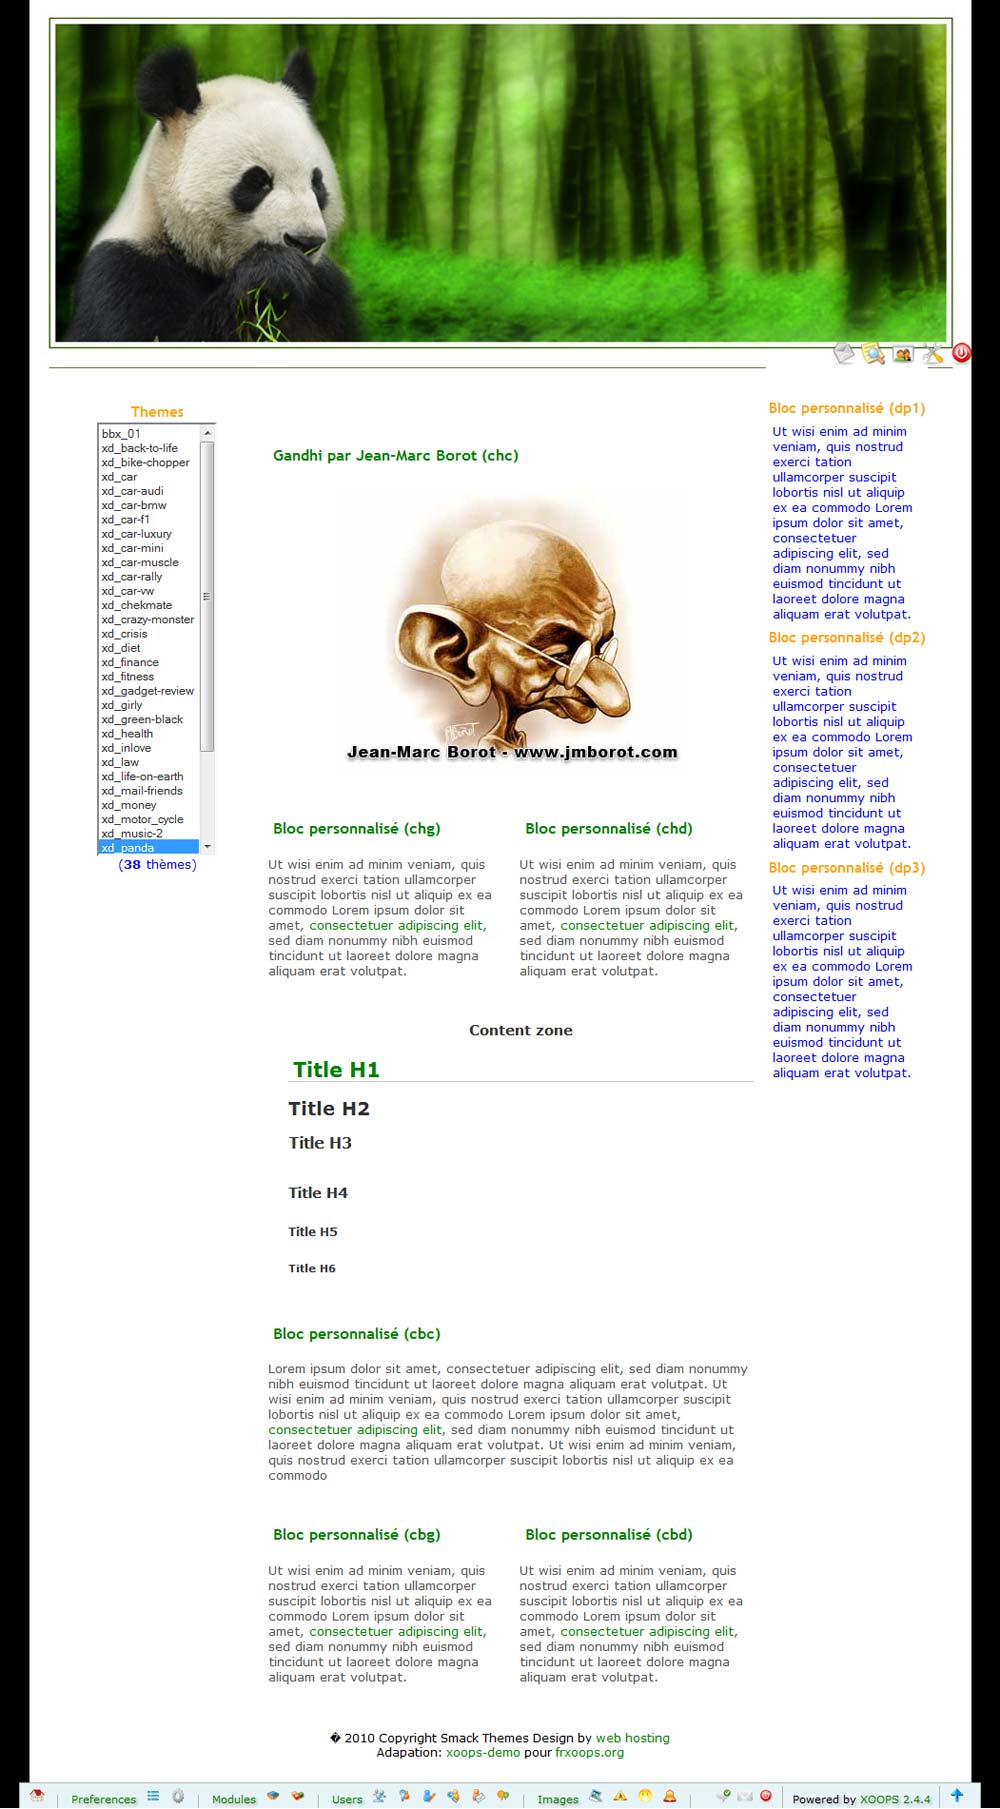 Themes
bbx_01
xd_back-to-life
xd_bike-chopper
xd_car
xd_car-audi
xd_car-bmw
xd_car-f1
xd_car-luxury
xd_car-mini
xd_car-muscle
xd_car-rally
xd_car-vw
xd_chekmate
xd_crazy-monster
xd_crisis
xd_diet
xd_finance
xd_fitness
xd_gadget-review
xd_girly
xd_green-black
xd_health
xd_inlove
xd_law
xd_life-on-earth
xd_mail-friends
xd_money
xd_motor_cycle
xd_music-2
xd_panda
(38 thèmes)
Gandhi par Jean-Marc Borot (chc)
Jean-Marc Borot - www.jmborot.com
Bloc personnalisé (chg)
Ut wisi enim ad minim veniam, quis
nostrud exerci tation ullamcorper
suscipit lobortis nisl ut aliquip ex ea
commodo Lorem ipsum dolor sit
amet, consectetuer adipiscing elit,
sed diam nonummy nibh euismod
tincidunt ut laoreet dolore magna
aliquam erat volutpat.
Bloc personnalisé (chd)
Ut wisi enim ad minim veniam, quis
nostrud exerci tation ullamcorper
suscipit lobortis nisl ut aliquip ex ea
commodo Lorem ipsum dolor sit
amet, consectetuer adipiscing elit,
sed diam nonummy nibh euismod
tincidunt ut laoreet dolore magna
aliquam erat volutpat.
Content zone
Title H1
Title H2
Title H3
Title H4
Title H5
Title H6
Bloc personnalisé (cbc)
Lorem ipsum dolor sit amet, consectetuer adipiscing elit, sed diam nonummy
nibh euismod tincidunt ut laoreet dolore magna aliquam erat volutpat. Ut
wisi enim ad minim veniam, quis nostrud exerci tation ullamcorper suscipit
lobortis nisl ut aliquip ex ea commodo Lorem ipsum dolor sit amet,
consectetuer adipiscing elit, sed diam nonummy nibh euismod tincidunt ut
laoreet dolore magna aliquam erat volutpat. Ut wisi enim ad minim veniam,
quis nostrud exerci tation ullamcorper suscipit lobortis nisl ut aliquip ex ea
commodo
Bloc personnalisé (cbg)
Ut wisi enim ad minim veniam, quis
nostrud exerci tation ullamcorper
suscipit lobortis nisl ut aliquip ex ea
commodo Lorem ipsum dolor sit
amet, consectetuer adipiscing elit,
sed diam nonummy nibh euismod
tincidunt ut laoreet dolore magna
aliquam erat volutpat.
Bloc personnalisé (cbd)
Ut wisi enim ad minim veniam, quis
nostrud exerci tation ullamcorper
suscipit lobortis nisl ut aliquip ex ea
commodo Lorem ipsum dolor sit
amet, consectetuer adipiscing elit,
sed diam nonummy nibh euismod
tincidunt ut laoreet dolore magna
aliquam erat volutpat.
Bloc personnalisé (dp1)
Ut wisi enim ad minim
veniam, quis nostrud
exerci tation
ullamcorper suscipit
lobortis nisl ut aliquip
ex ea commodo Lorem
ipsum dolor sit amet,
consectetuer
adipiscing elit, sed
diam nonummy nibh
euismod tincidunt ut
laoreet dolore magna
aliquam erat volutpat.
Bloc personnalisé (dp2)
Ut wisi enim ad minim
veniam, quis nostrud
exerci tation
ullamcorper suscipit
lobortis nisl ut aliquip
ex ea commodo Lorem
ipsum dolor sit amet,
consectetuer
adipiscing elit, sed
diam nonummy nibh
euismod tincidunt ut
laoreet dolore magna
aliquam erat volutpat.
Bloc personnalisé (dp3)
Ut wisi enim ad minim
veniam, quis nostrud
exerci tation
ullamcorper suscipit
lobortis nisl ut aliquip
ex ea commodo Lorem
ipsum dolor sit amet,
consectetuer
adipiscing elit, sed
diam nonummy nibh
euismod tincidunt ut
laoreet dolore magna
aliquam erat volutpat.
� 2010 Copyright Smack Themes Design by web hosting
Adapation: xoops-demo pour frxoops.org
Preferences Modules Users Images Powered by XOOPS 2.4.4